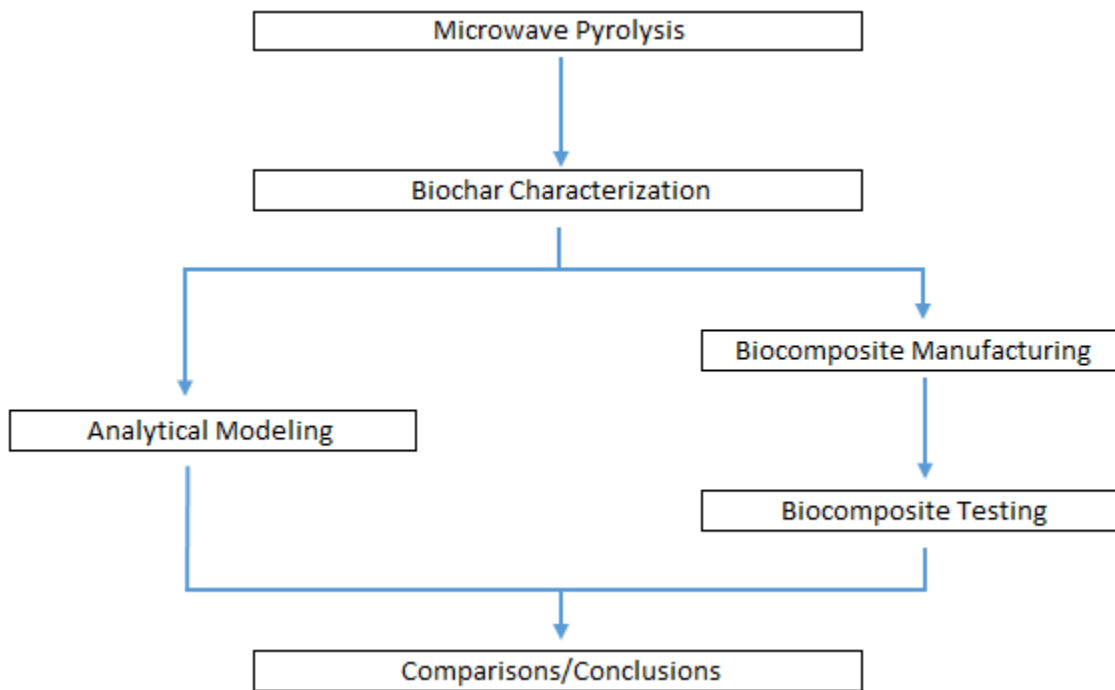 Microwave Pyrolysis
Biochar Characterization
Biocomposite Manufacturing
Analytical Modeling
Biocomposite Testing
Comparisons/Conclusions